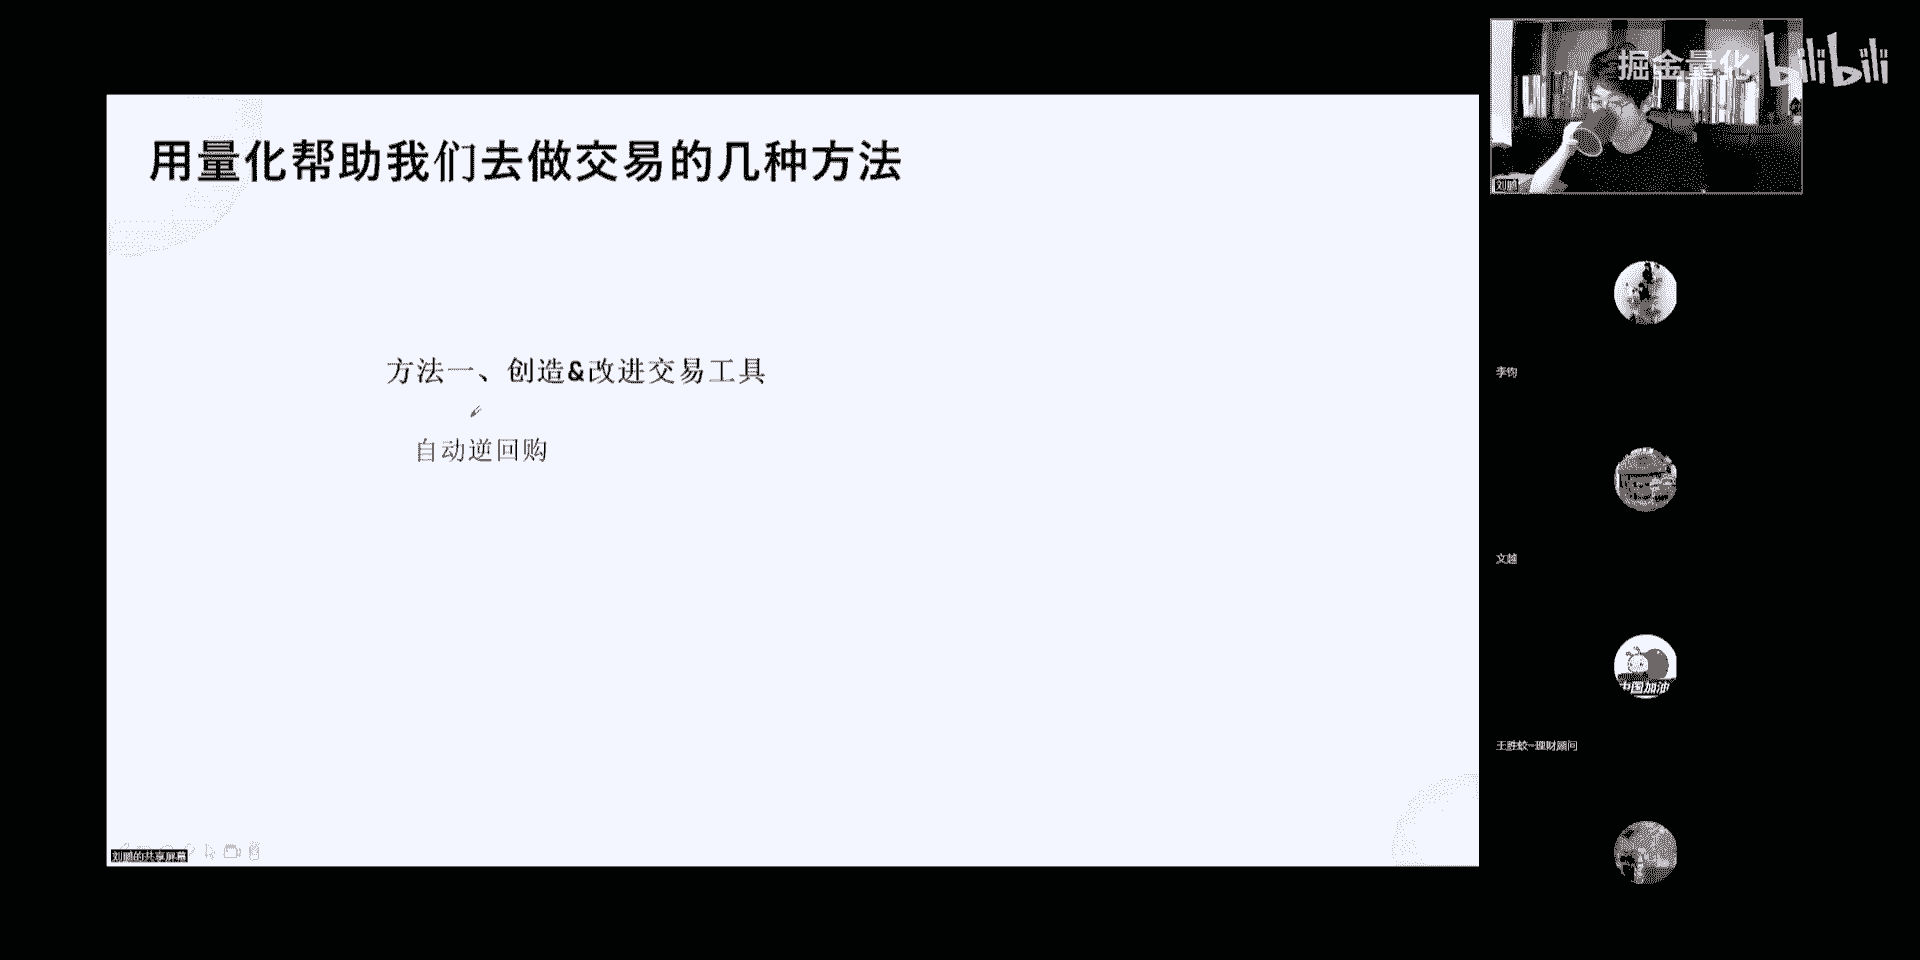 掘金量化 bilibili
用量化帮助我们去做交易的几种方法
方法一、创造&改进交易工具
自动逆回购
刘鹏
李钧
文越
中国加油
王胜蛟-理财顾问
刘鹏的共享屏幕